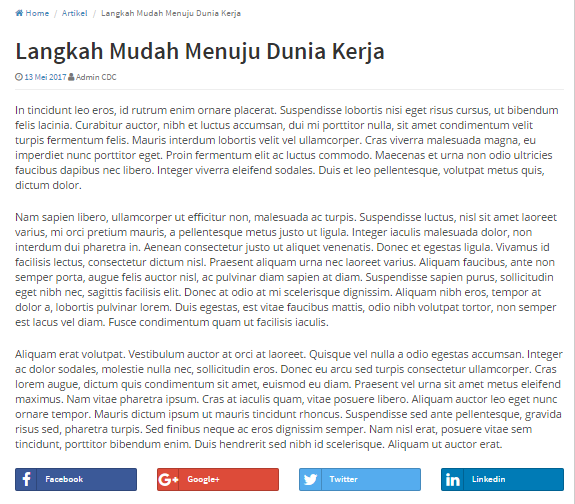 Home / Artikel / Langkah Mudah Menuju Dunia Kerja
Langkah Mudah Menuju Dunia Kerja
13 Mei 2017 Admin CDC
In tincidunt leo eros, id rutrum enim ornare placerat. Suspendisse lobortis nisi eget risus cursus, ut bibendum
felis lacinia. Curabitur auctor, nibh et luctus accumsan, dui mi porttitor nulla, sit amet condimentum velit
turpis fermentum felis. Mauris interdum lobortis velit vel ullamcorper. Cras viverra malesuada magna, eu
imperdiet nunc porttitor eget. Proin fermentum elit ac luctus commodo. Maecenas et urna non odio ultricies
faucibus dapibus nec libero. Integer viverra eleifend sodales. Duis et leo pellentesque, volutpat metus quis,
dictum dolor.
Nam sapien libero, ullamcorper ut efficitur non, malesuada ac turpis. Suspendisse luctus, nisl sit amet laoreet
varius, mi orci pretium mauris, a pellentesque metus justo ut ligula. Integer iaculis malesuada dolor, non
interdum dui pharetra in. Aenean consectetur justo ut aliquet venenatis. Donec et egestas ligula. Vivamus id
facilisis lectus, consectetur dictum nisl. Praesent aliquam urna nec laoreet varius. Aliquam faucibus, ante non
semper porta, augue felis auctor nisl, ac pulvinar diam sapien at diam. Suspendisse sapien purus, sollicitudin
eget nibh nec, sagittis facilisis elit. Donec at odio at mi scelerisque dignissim. Aliquam nibh eros, tempor at
dolor a, lobortis pulvinar lorem. Duis egestas, est vitae faucibus mattis, odio nibh volutpat tortor, non semper
est lacus vel diam. Fusce condimentum quam ut facilisis iaculis.
Aliquam erat volutpat. Vestibulum auctor at orci at laoreet. Quisque vel nulla a odio egestas accumsan. Integer
ac dolor sodales, molestie nulla nec, sollicitudin eros. Donec eu arcu sed turpis consectetur ullamcorper. Cras
lorem augue, dictum quis condimentum sit amet, euismod eu diam. Praesent vel urna sit amet metus eleifend
maximus. Nam vitae pharetra ipsum. Cras at iaculis quam, vitae posuere libero. Aliquam auctor leo eget nunc
ornare tempor. Mauris dictum ipsum ut mauris tincidunt rhoncus. Suspendisse sed ante pellentesque, gravida
risus sed, pharetra turpis. Sed finibus neque ac eros dignissim semper. Nam nisl erat, posuere vitae sem
tincidunt, porttitor bibendum enim. Duis hendrerit sed nibh id scelerisque. Aliquam ut auctor erat.
Facebook Google+ Twitter Linkedin